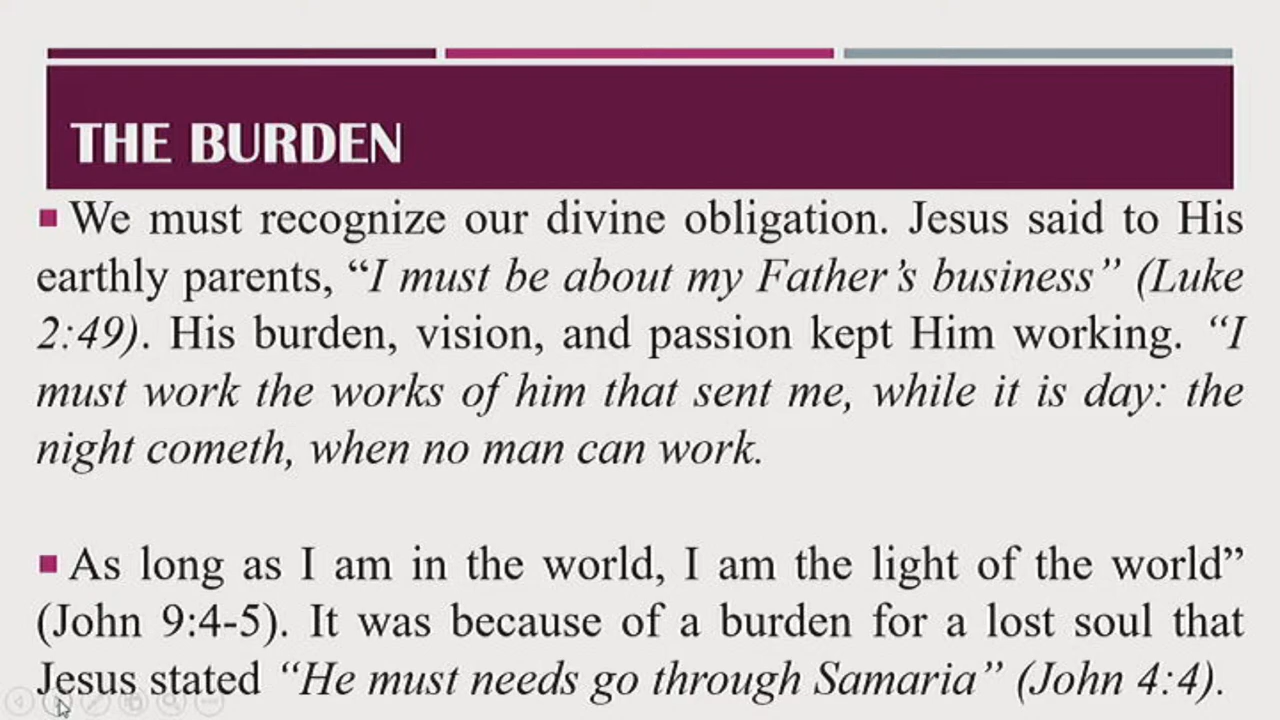 THE BURDEN
We must recognize our divine obligation. Jesus said to His
earthly parents, “I must be about my Father’s business” (Luke
2:49). His burden, vision, and passion kept Him working. “I
must work the works of him that sent me, while it is day: the
night cometh, when no man can work.
As long as I am in the world, I am the light of the world”
(John 9:4-5). It was because of a burden for a lost soul that
Jesus stated “He must needs go through Samaria” (John 4:4).